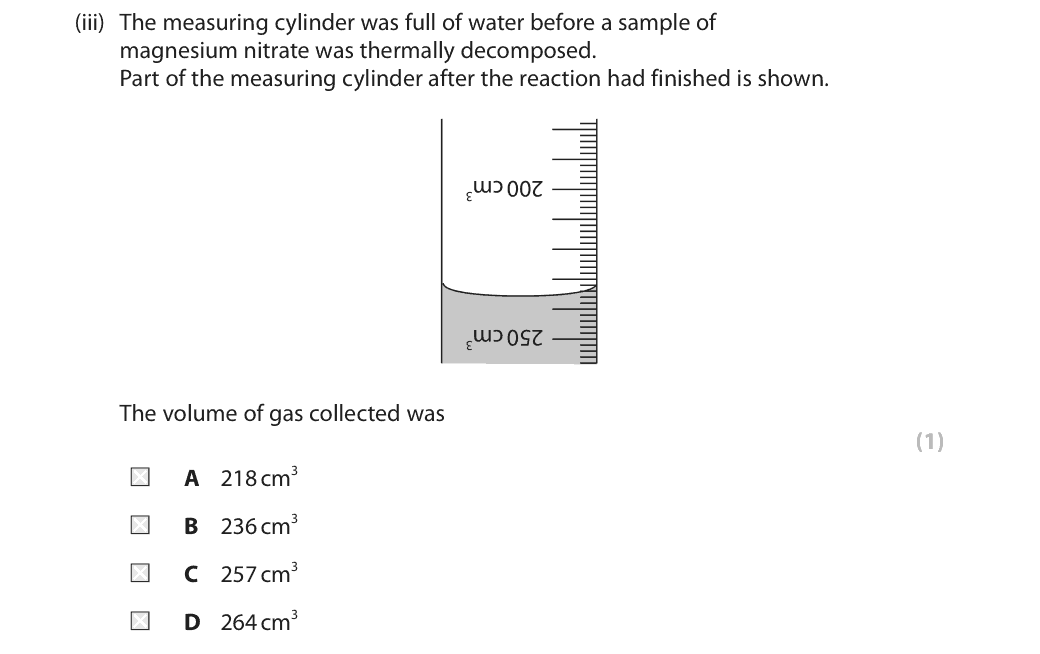 (iii) The measuring cylinder was full of water before a sample of
magnesium nitrate was thermally decomposed.
Part of the measuring cylinder after the reaction had finished is shown.
200 cm³
250 cm³
The volume of gas collected was
(1)
A 218 cm³
B 236 cm³
C 257 cm³
D 264 cm³